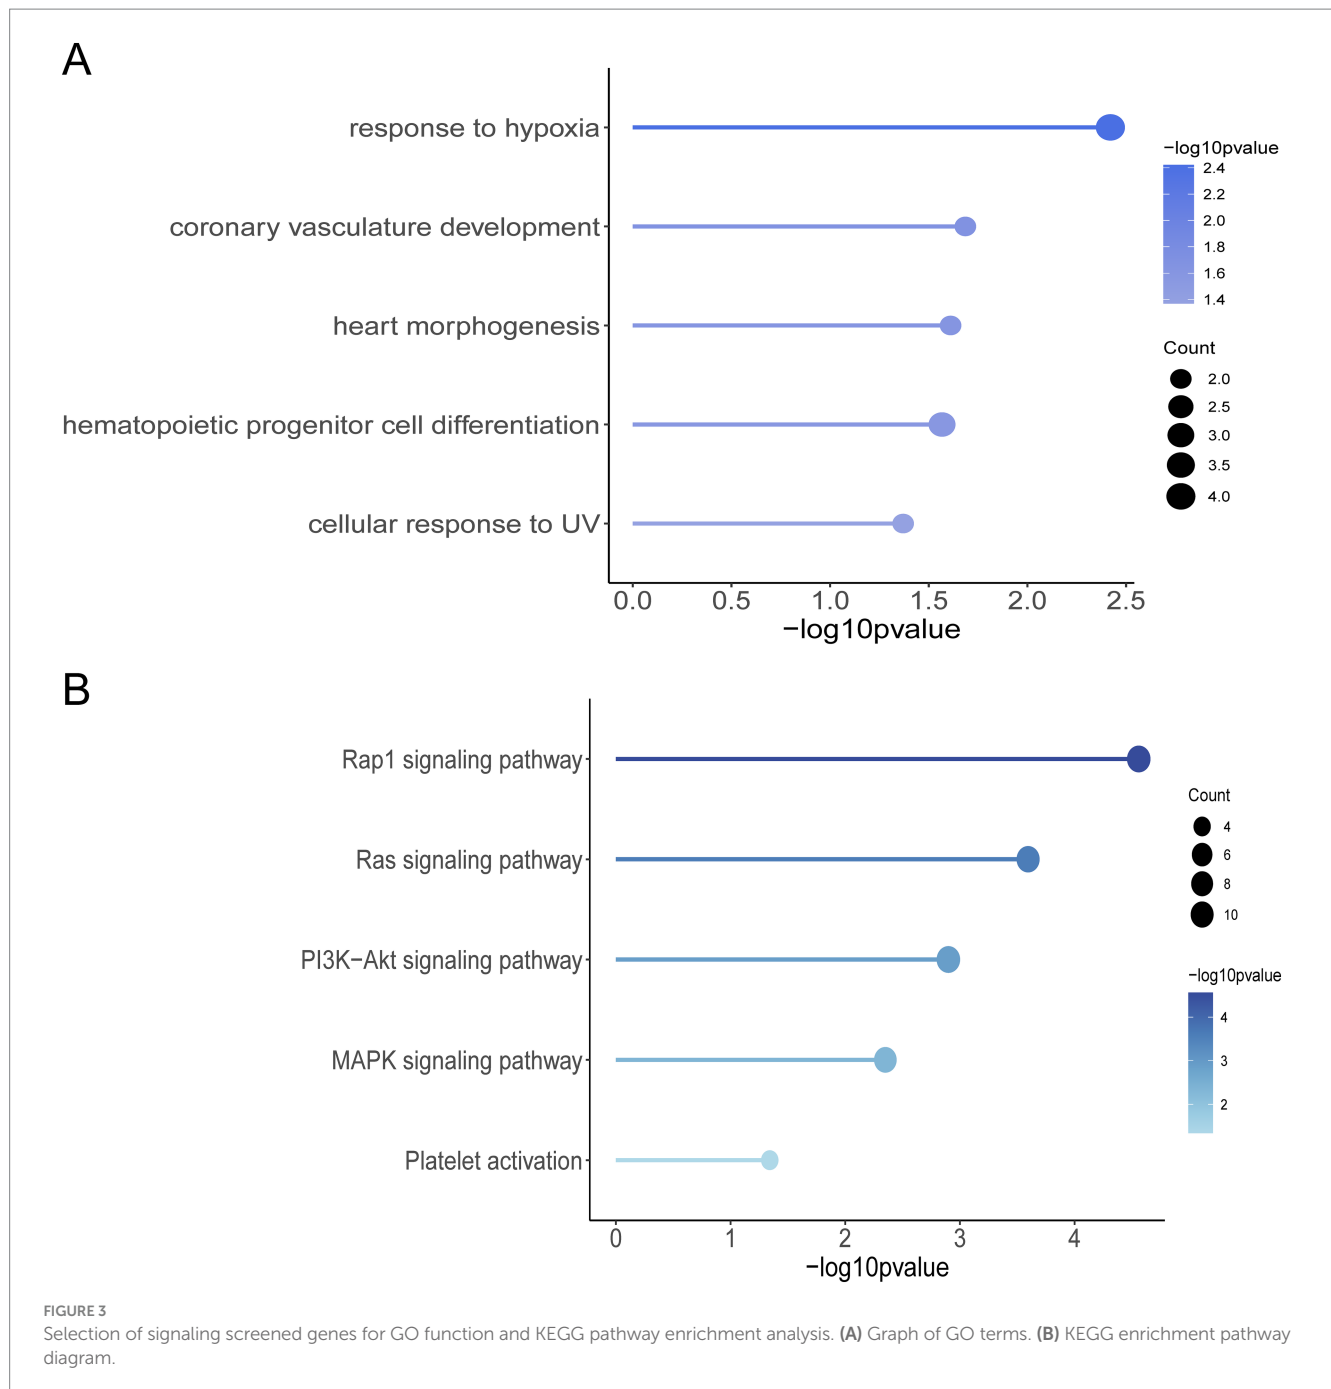 A
response to hypoxia
coronary vasculature development
heart morphogenesis
hematopoietic progenitor cell differentiation
cellular response to UV
0.0 0.5 1.0 1.5 2.0 2.5
−log10pvalue
−log10pvalue
2.4
2.2
2.0
1.8
1.6
1.4
Count
2.0
2.5
3.0
3.5
4.0
B
Rap1 signaling pathway
Ras signaling pathway
PI3K−Akt signaling pathway
MAPK signaling pathway
Platelet activation
0 1 2 3 4
−log10pvalue
Count
4
6
8
10
−log10pvalue
4
3
2
FIGURE 3
Selection of signaling screened genes for GO function and KEGG pathway enrichment analysis. (A) Graph of GO terms. (B) KEGG enrichment pathway
diagram.